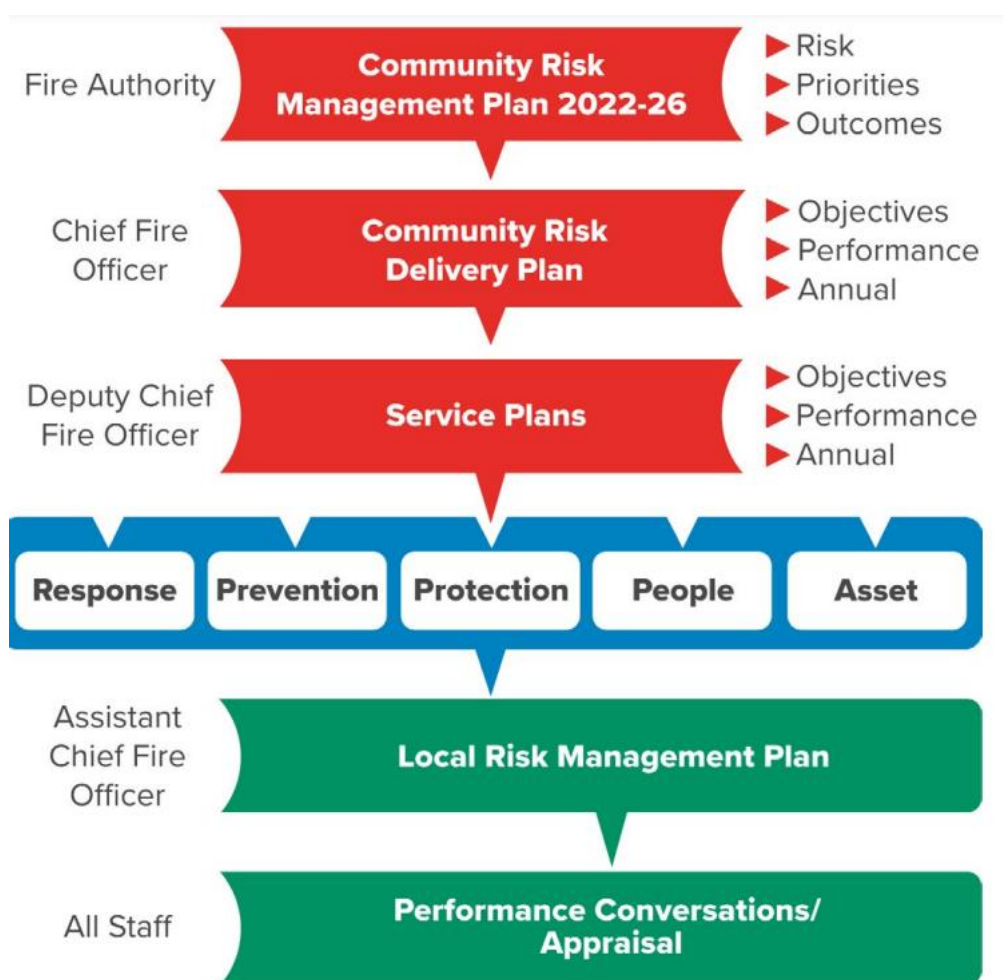 Fire Authority
Community Risk
Management Plan 2022-26
Risk
Priorities
Outcomes
Chief Fire
Officer
Community Risk
Delivery Plan
Objectives
Performance
Annual
Deputy Chief
Fire Officer
Service Plans
Objectives
Performance
Annual
Response
Prevention
Protection
People
Asset
Assistant
Chief Fire
Officer
Local Risk Management Plan
All Staff
Performance Conversations/
Appraisal